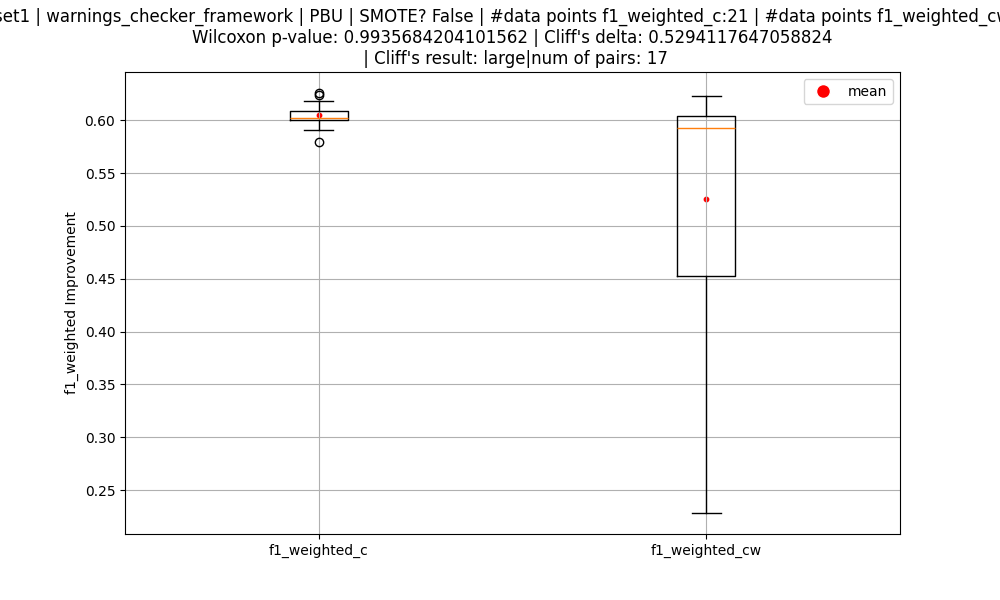 set1 | warnings_checker_framework | PBU | SMOTE? False | #data points f1_weighted_c:21 | #data points f1_weighted_cw
Wilcoxon p-value: 0.9935684204101562 | Cliff's delta: 0.5294117647058824
| Cliff's result: large|num of pairs: 17
mean
f1_weighted Improvement
0.60
0.55
0.50
0.45
0.40
0.35
0.30
0.25
f1_weighted_c
f1_weighted_cw